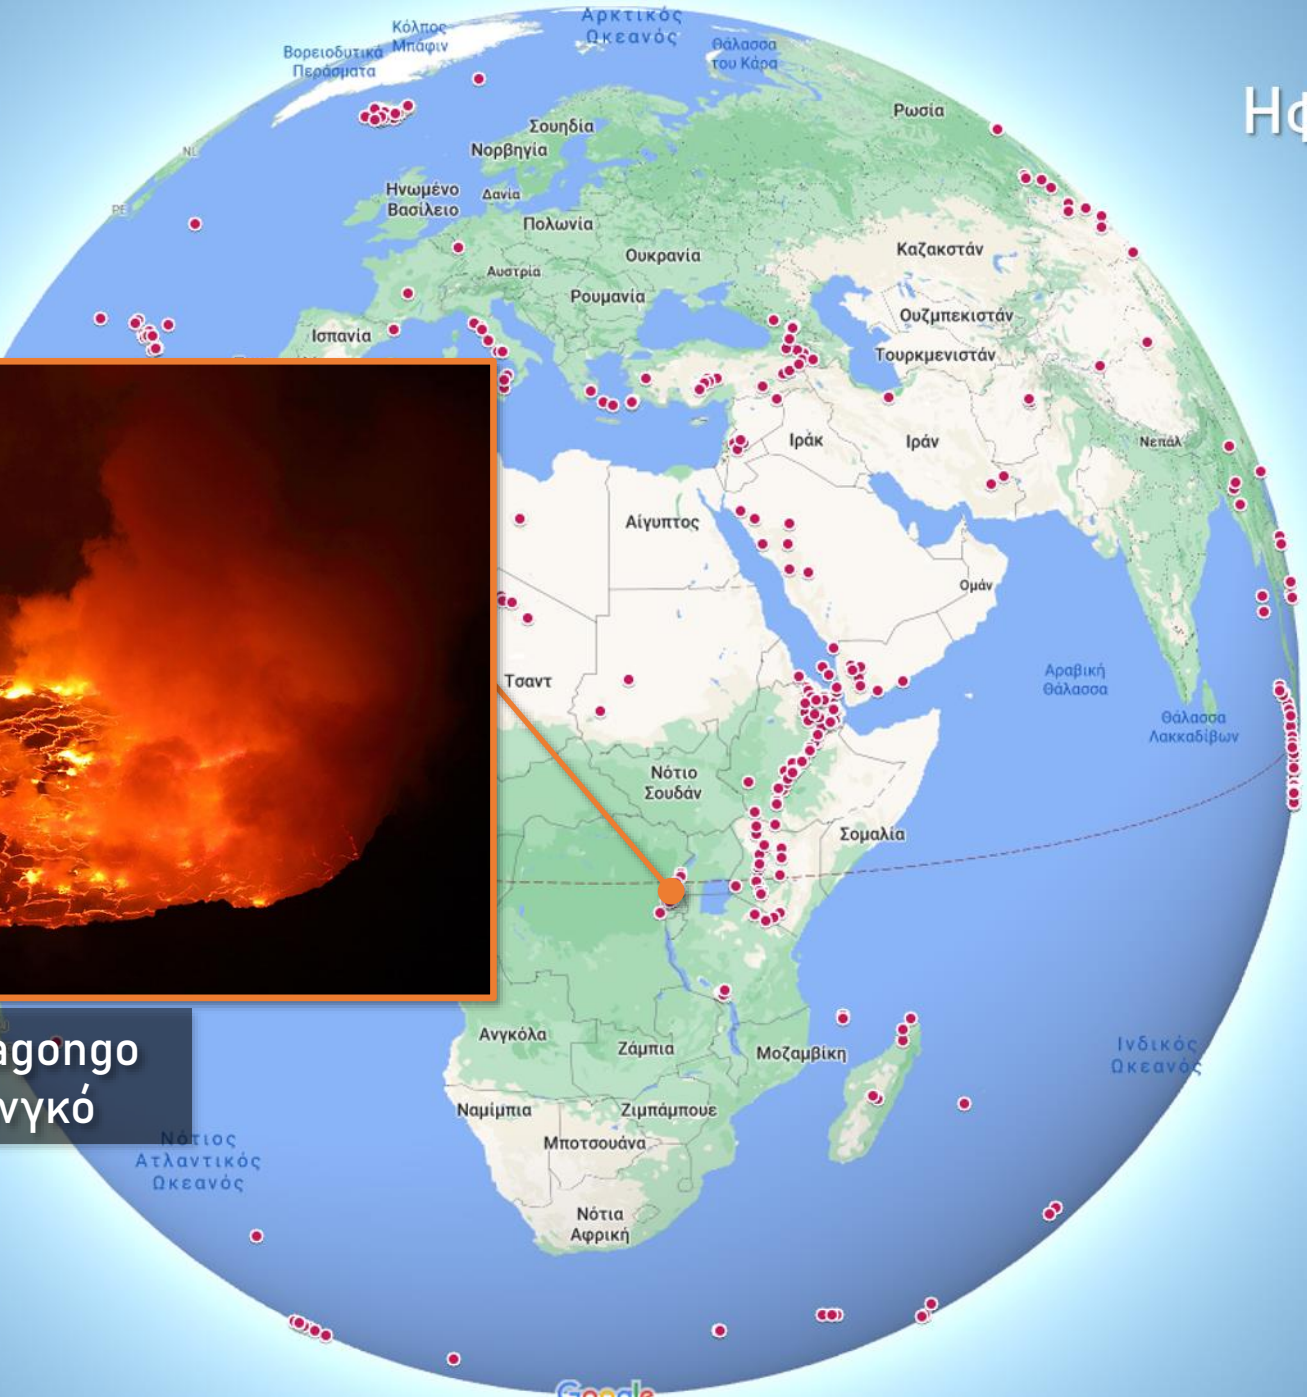 Αρκτικός
Ωκεανός
Κόλπος
Μπάφιν
Βορειοδυτικά
Περάσματα
Θάλασσα
του Κάρα
Ηφ
Ρωσία
Σουηδία
Νορβηγία
NL
Ηνωμένο
Βασίλειο
Δανία
PE
Πολωνία
Ουκρανία
Καζακστάν
Αυστρία
Ρουμανία
Ουζμπεκιστάν
Ισπανία
Τουρκμενιστάν
Ιράκ
Ιράν
Νεπάλ
Αίγυπτος
Ομάν
Τσαντ
Αραβική
Θάλασσα
Θάλασσα
Λακκαδίβων
Νότιο
Σουδάν
Σομαλία
agongo
νγκό
Ανγκόλα
Ζάμπια
Μοζαμβίκη
Ινδικός
Ωκεανός
Ναμίμπια
Ζιμπάμπουε
Μποτσουάνα
Νότιος
Ατλαντικός
Ωκεανός
Νότια
Αφρική
Google